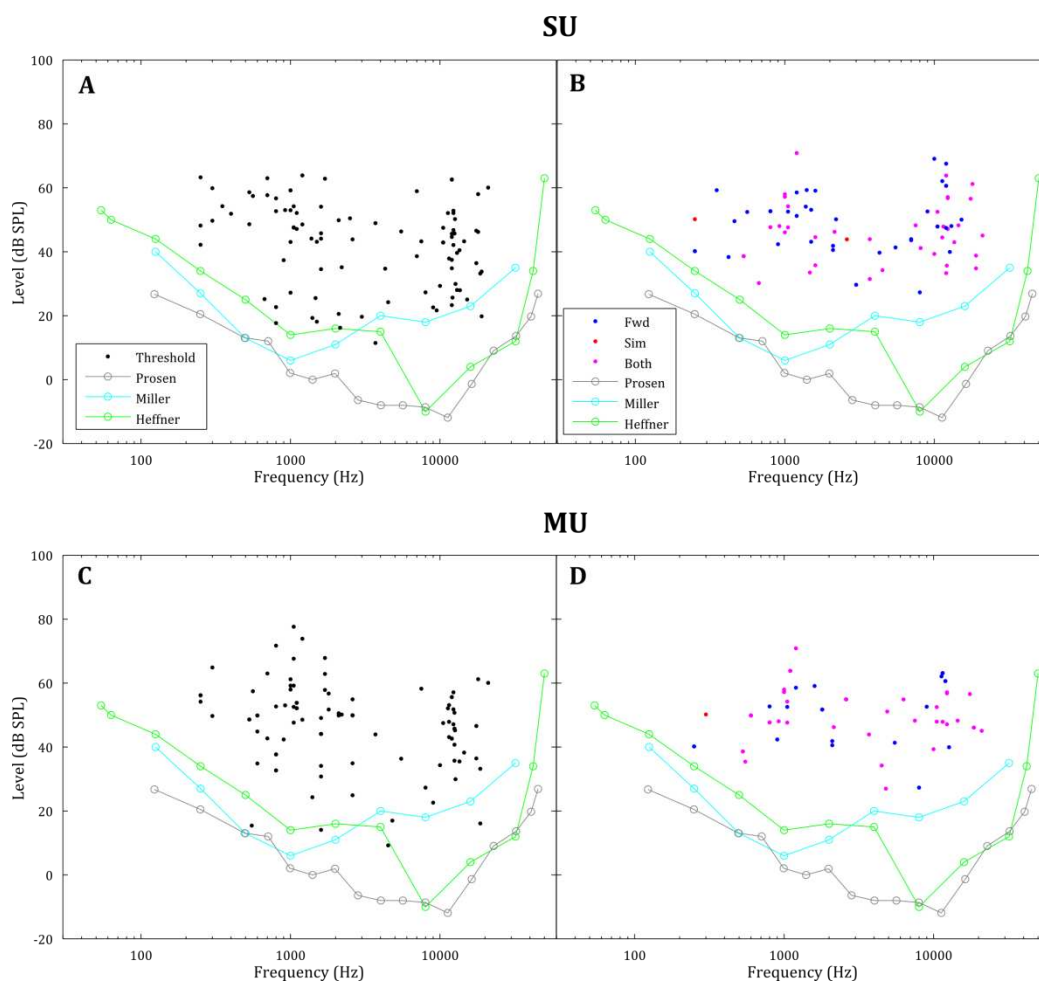 SU
A
B
100
80
60
40
20
0
-20
Level (dB SPL)
Threshold
Prosen
Miller
Heffner
Fwd
Sim
Both
Prosen
Miller
Heffner
100 1000 10000
100 1000 10000
Frequency (Hz)
Frequency (Hz)
MU
C
D
100
80
60
40
20
0
-20
Level (dB SPL)
100 1000 10000
100 1000 10000
Frequency (Hz)
Frequency (Hz)